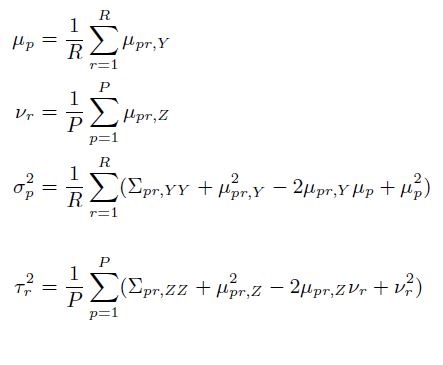 μ_p = \frac{1}{R} \sum_{r=1}^{R} μ_{pr,Y}
ν_r = \frac{1}{P} \sum_{p=1}^{P} μ_{pr,Z}
σ_p^2 = \frac{1}{R} \sum_{r=1}^{R} (Σ_{pr,YY} + μ_{pr,Y}^2 − 2μ_{pr,Y} μ_p + μ_p^2)
τ_r^2 = \frac{1}{P} \sum_{p=1}^{P} (Σ_{pr,ZZ} + μ_{pr,Z}^2 − 2μ_{pr,Z} ν_r + ν_r^2)